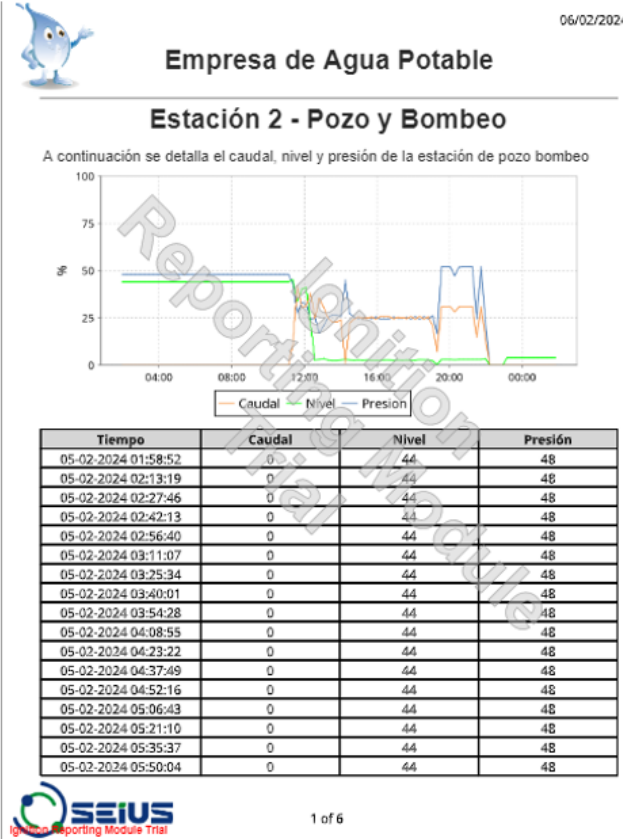 06/02/2024
Empresa de Agua Potable
Estación 2 - Pozo y Bombeo
A continuación se detalla el caudal, nivel y presión de la estación de pozo bombeo
100
75
%
50
25
0
04:00 08:00 12:00 16:00 20:00 00:00
Caudal Nivel Presion
Ignition
Reporting Module
Trial
Tiempo Caudal Nivel Presión
05-02-2024 01:58:52 0 44 48
05-02-2024 02:13:19 0 44 48
05-02-2024 02:27:46 0 44 48
05-02-2024 02:42:13 0 44 48
05-02-2024 02:56:40 0 44 48
05-02-2024 03:11:07 0 44 48
05-02-2024 03:25:34 0 44 48
05-02-2024 03:40:01 0 44 48
05-02-2024 03:54:28 0 44 48
05-02-2024 04:08:55 0 44 48
05-02-2024 04:23:22 0 44 48
05-02-2024 04:37:49 0 44 48
05-02-2024 04:52:16 0 44 48
05-02-2024 05:06:43 0 44 48
05-02-2024 05:21:10 0 44 48
05-02-2024 05:35:37 0 44 48
05-02-2024 05:50:04 0 44 48
SEIUS
Ignition Reporting Module Trial
1 of 6